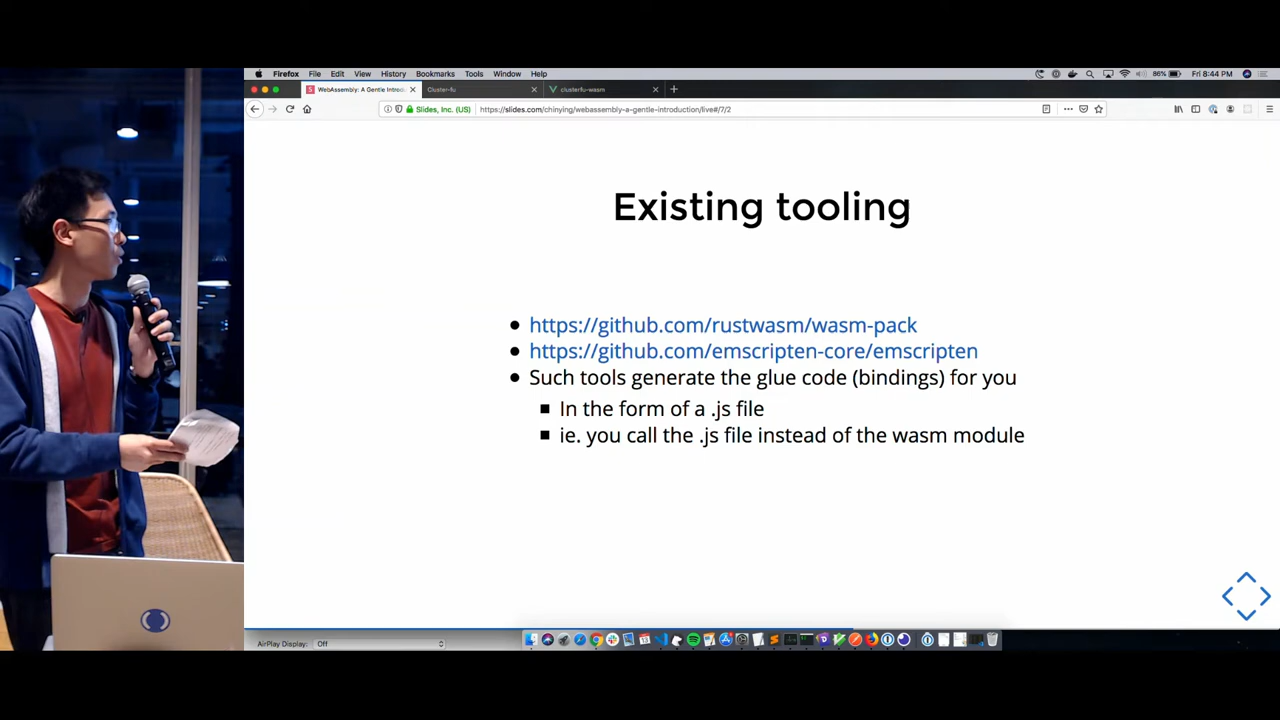 Firefox File Edit View History Bookmarks Tools Window Help 86% Fri 8:44 PM
WebAssembly: A Gentle Introd Cluster-fu clusterfu-wasm
Slides, Inc. (US) https://slides.com/chinying/webassembly-a-gentle-introduction/live#/7/2
Existing tooling
https://github.com/rustwasm/wasm-pack
https://github.com/emscripten-core/emscripten
Such tools generate the glue code (bindings) for you
In the form of a .js file
ie. you call the .js file instead of the wasm module
AirPlay Display: Off